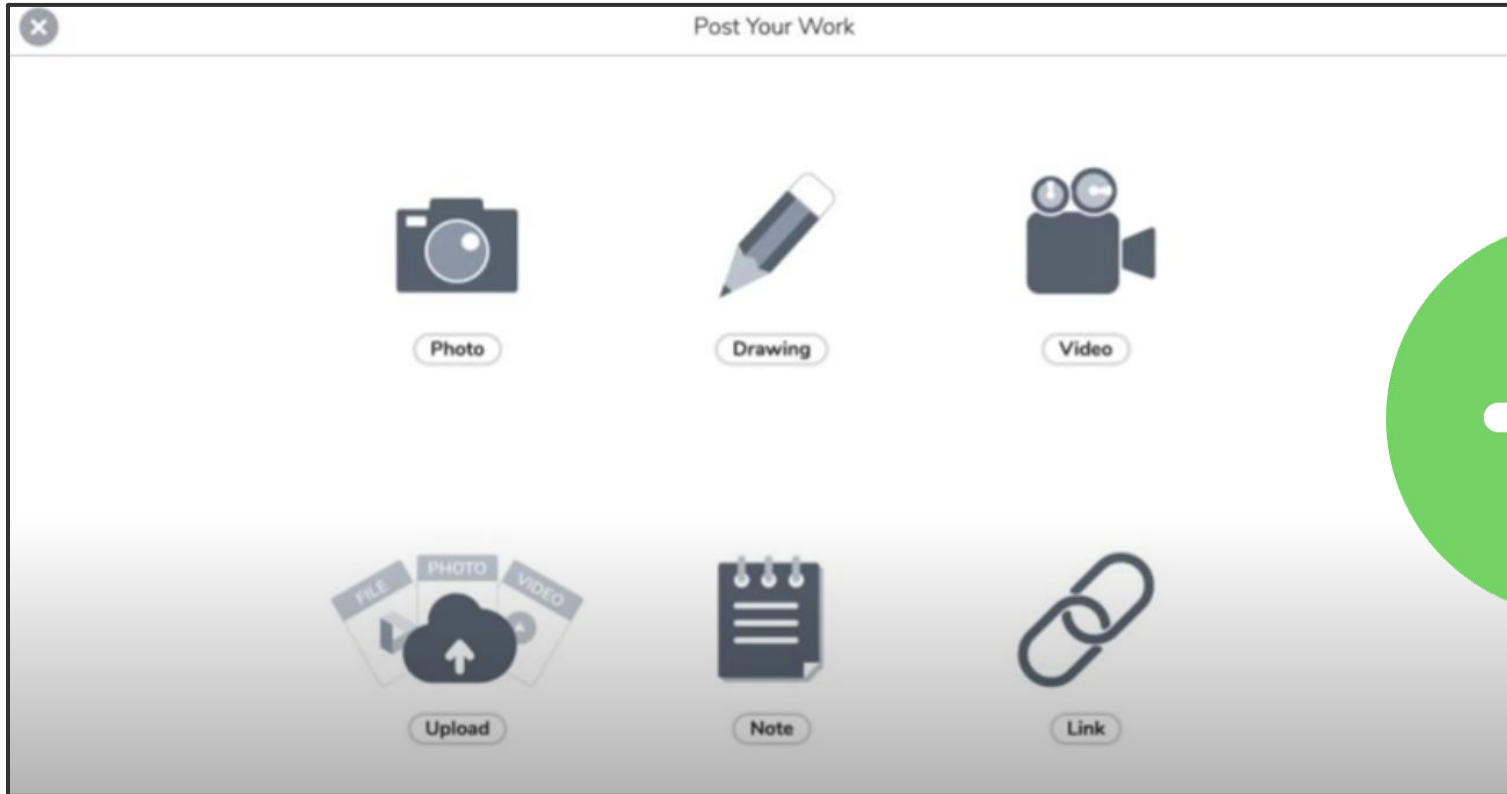 Post Your Work
Photo
Drawing
Video
FILE
PHOTO
VIDEO
Upload
Note
Link